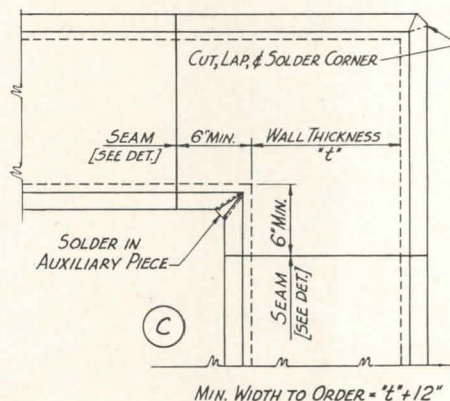 CUT, LAP, & SOLDER CORNER
SEAM
[SEE DET.]
6"MIN.
WALL THICKNESS
"t"
6"MIN.
SOLDER IN
AUXILIARY PIECE
SEAM
[SEE DET.]
C
MIN. WIDTH TO ORDER = "t" + 12"